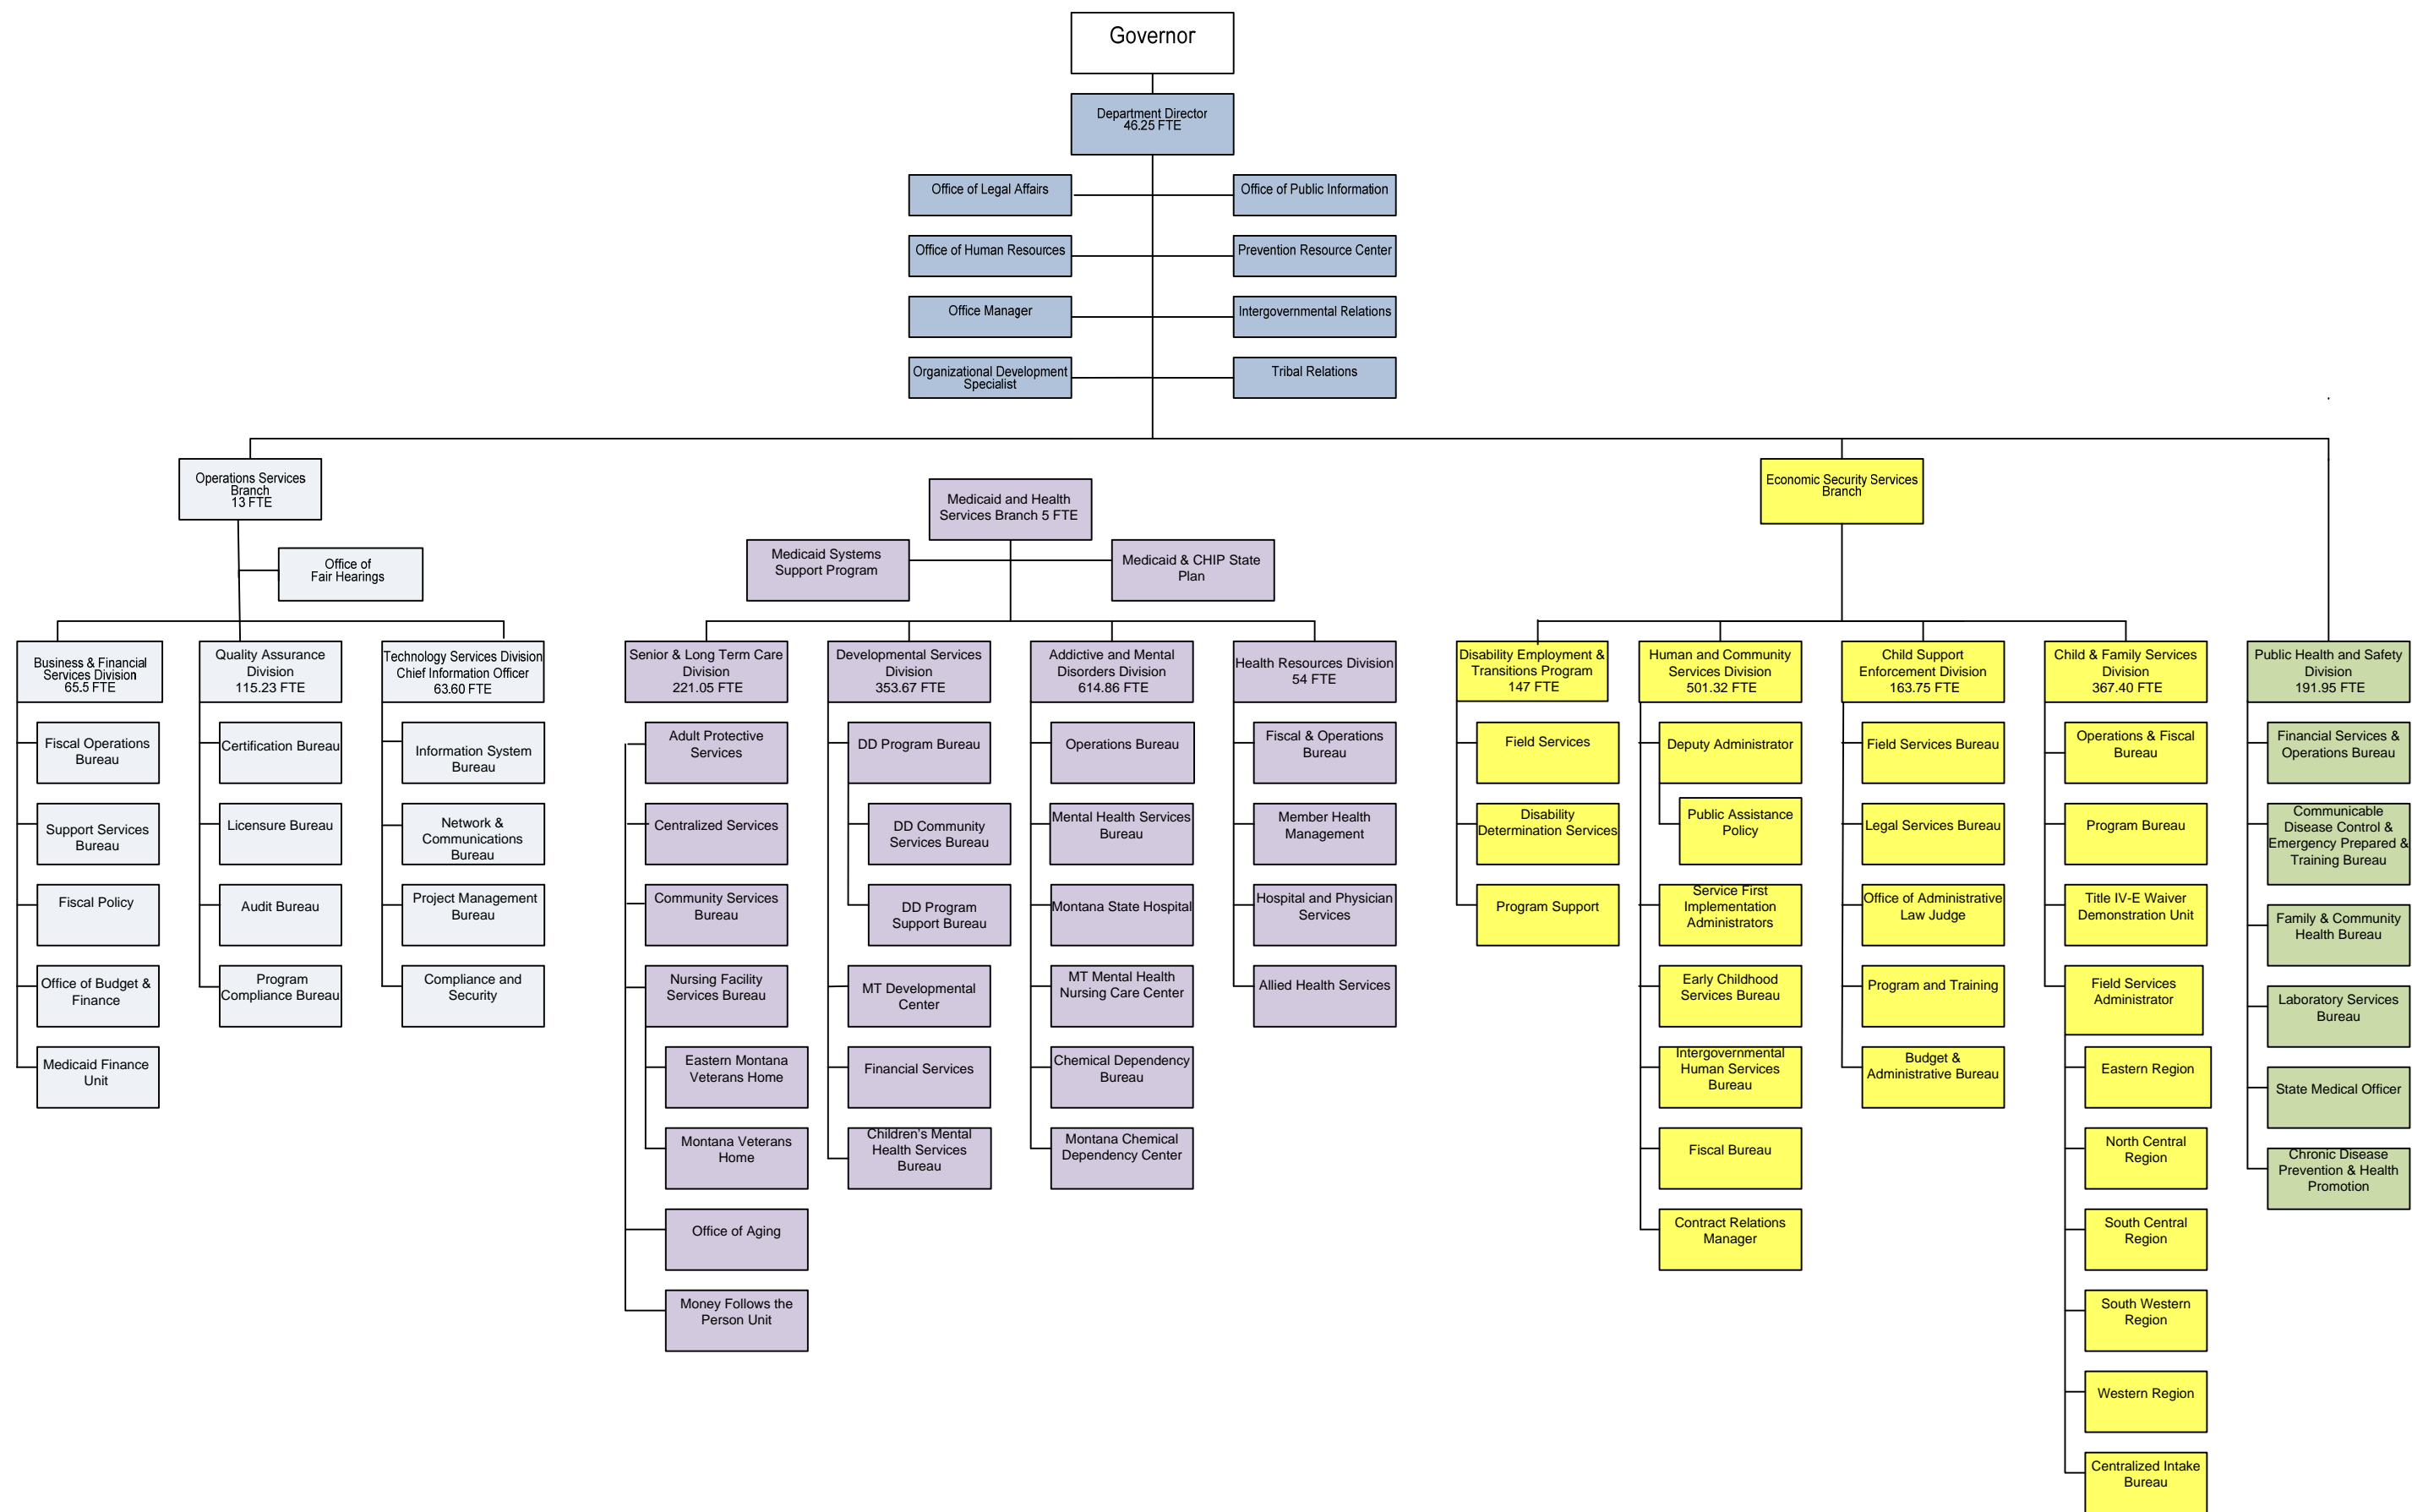 Governor
Department Director
46.25 FTE
Office of Legal Affairs
Office of Public Information
Office of Human Resources
Prevention Resource Center
Office Manager
Intergovernmental Relations
Organizational Development
Specialist
Tribal Relations
Operations Services
Branch
13 FTE
Office of
Fair Hearings
Medicaid and Health
Services Branch 5 FTE
Medicaid Systems
Support Program
Medicaid & CHIP State
Plan
Economic Security Services
Branch
Business & Financial
Services Division
65.5 FTE
Fiscal Operations
Bureau
Support Services
Bureau
Fiscal Policy
Office of Budget &
Finance
Medicaid Finance
Unit
Quality Assurance
Division
115.23 FTE
Certification Bureau
Licensure Bureau
Audit Bureau
Program
Compliance Bureau
Technology Services Division
Chief Information Officer
63.60 FTE
Information System
Bureau
Network &
Communications
Bureau
Project Management
Bureau
Compliance and
Security
Senior & Long Term Care
Division
221.05 FTE
Adult Protective
Services
Centralized Services
Community Services
Bureau
Nursing Facility
Services Bureau
Eastern Montana
Veterans Home
Montana Veterans
Home
Office of Aging
Money Follows the
Person Unit
Developmental Services
Division
353.67 FTE
DD Program Bureau
DD Community
Services Bureau
DD Program
Support Bureau
MT Developmental
Center
Financial Services
Children's Mental
Health Services
Bureau
Addictive and Mental
Disorders Division
614.86 FTE
Operations Bureau
Mental Health Services
Bureau
Montana State Hospital
MT Mental Health
Nursing Care Center
Chemical Dependency
Bureau
Montana Chemical
Dependency Center
Health Resources Division
54 FTE
Fiscal & Operations
Bureau
Member Health
Management
Hospital and Physician
Services
Allied Health Services
Disability Employment &
Transitions Program
147 FTE
Field Services
Disability
Determination Services
Program Support
Human and Community
Services Division
501.32 FTE
Deputy Administrator
Public Assistance
Policy
Service First
Implementation
Administrators
Early Childhood
Services Bureau
Intergovernmental
Human Services
Bureau
Fiscal Bureau
Contract Relations
Manager
Child Support
Enforcement Division
163.75 FTE
Field Services Bureau
Legal Services Bureau
Office of Administrative
Law Judge
Program and Training
Budget &
Administrative Bureau
Child & Family Services
Division
367.40 FTE
Operations & Fiscal
Bureau
Program Bureau
Title IV-E Waiver
Demonstration Unit
Field Services
Administrator
Eastern Region
North Central
Region
South Central
Region
South Western
Region
Western Region
Centralized Intake
Bureau
Public Health and Safety
Division
191.95 FTE
Financial Services &
Operations Bureau
Communicable
Disease Control &
Emergency Prepared &
Training Bureau
Family & Community
Health Bureau
Laboratory Services
Bureau
State Medical Officer
Chronic Disease
Prevention & Health
Promotion